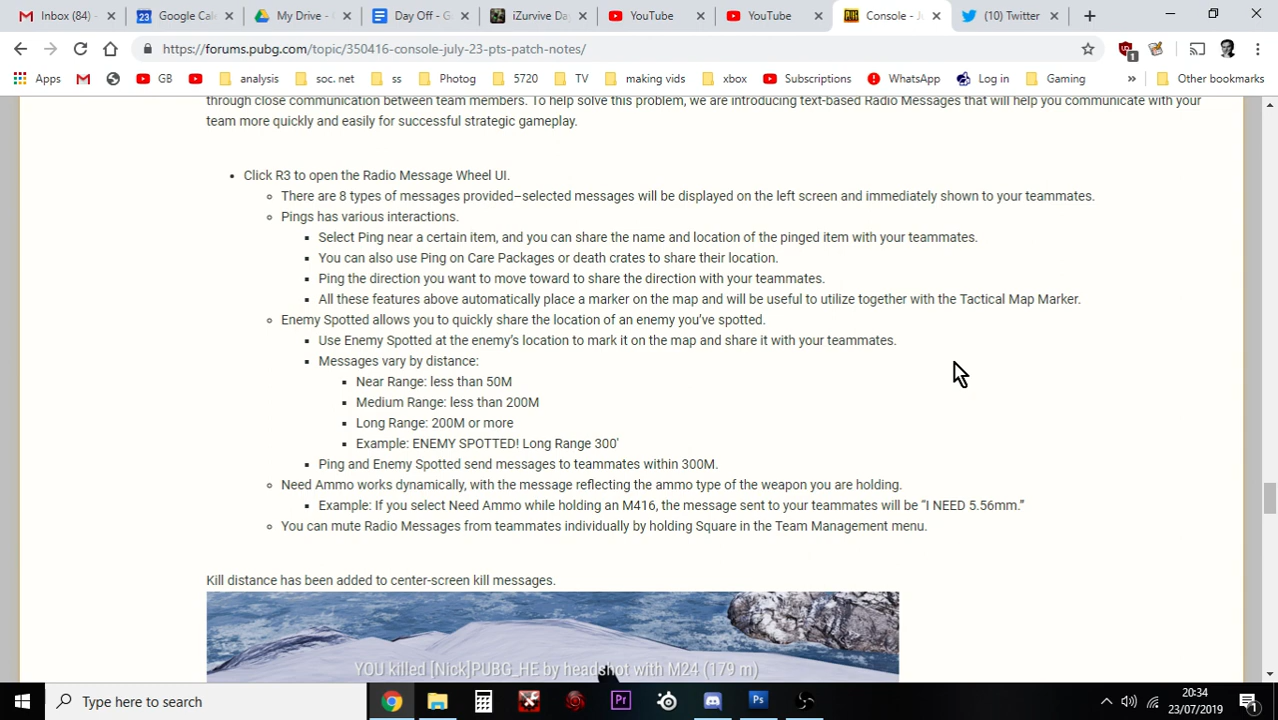 Inbox (84) -
Google Cal
My Drive - G
Day Off - G
iZurvive Day
YouTube
YouTube
Console - J
(10) Twitter
https://forums.pubg.com/topic/350416-console-july-23-pts-patch-notes/
1
Apps
GB
analysis
soc. net
ss
Photog
5720
TV
making vids
xbox
Subscriptions
WhatsApp
Log in
Gaming
»
Other bookmarks
through close communication between team members. To help solve this problem, we are introducing text-based Radio Messages that will help you communicate with your
team more quickly and easily for successful strategic gameplay.
Click R3 to open the Radio Message Wheel UI.
There are 8 types of messages provided–selected messages will be displayed on the left screen and immediately shown to your teammates.
Pings has various interactions.
Select Ping near a certain item, and you can share the name and location of the pinged item with your teammates.
You can also use Ping on Care Packages or death crates to share their location.
Ping the direction you want to move toward to share the direction with your teammates.
All these features above automatically place a marker on the map and will be useful to utilize together with the Tactical Map Marker.
Enemy Spotted allows you to quickly share the location of an enemy you've spotted.
Use Enemy Spotted at the enemy's location to mark it on the map and share it with your teammates.
Messages vary by distance:
Near Range: less than 50M
Medium Range: less than 200M
Long Range: 200M or more
Example: ENEMY SPOTTED! Long Range 300'
Ping and Enemy Spotted send messages to teammates within 300M.
Need Ammo works dynamically, with the message reflecting the ammo type of the weapon you are holding.
Example: If you select Need Ammo while holding an M416, the message sent to your teammates will be “I NEED 5.56mm.”
You can mute Radio Messages from teammates individually by holding Square in the Team Management menu.
Kill distance has been added to center-screen kill messages.
YOU killed [Nick]PUBG_HE by headshot with M24 (179 m)
Type here to search
Pr
Ps
20:34
23/07/2019
1